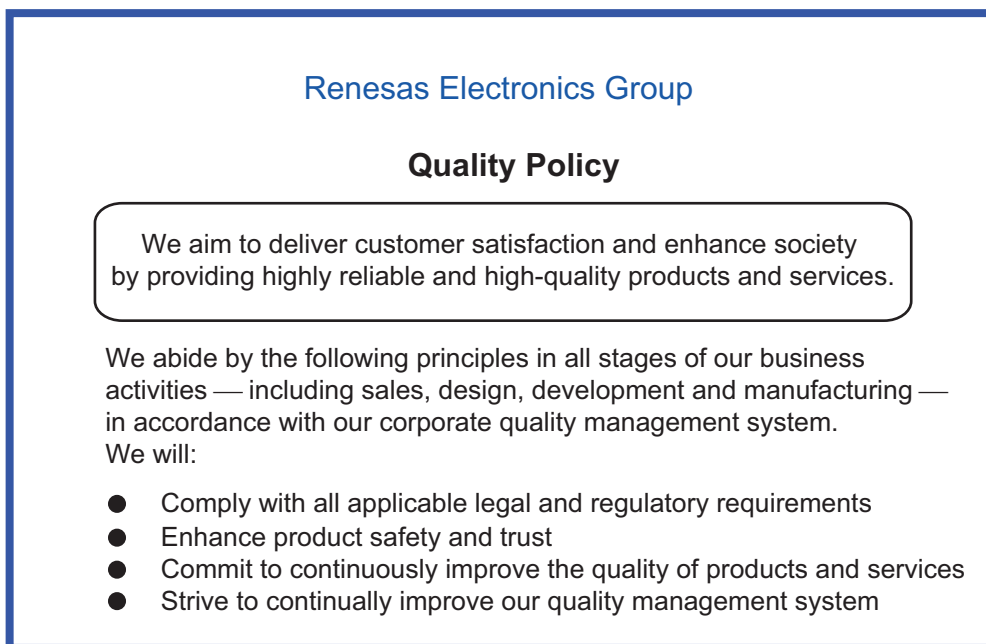 Renesas Electronics Group
Quality Policy
We aim to deliver customer satisfaction and enhance society
by providing highly reliable and high-quality products and services.
We abide by the following principles in all stages of our business
activities — including sales, design, development and manufacturing —
in accordance with our corporate quality management system.
We will:
● Comply with all applicable legal and regulatory requirements
● Enhance product safety and trust
● Commit to continuously improve the quality of products and services
● Strive to continually improve our quality management system